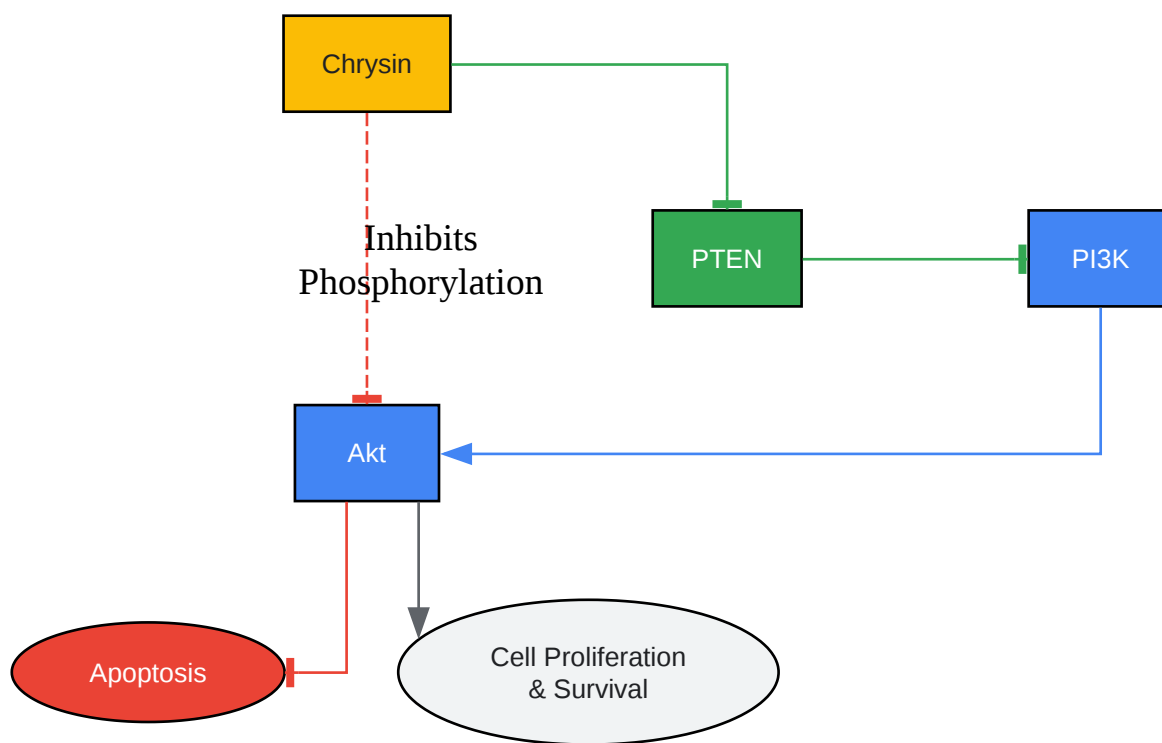 Chrysin
Inhibits
Phosphorylation
PTEN
PI3K
Akt
Apoptosis
Cell Proliferation
& Survival